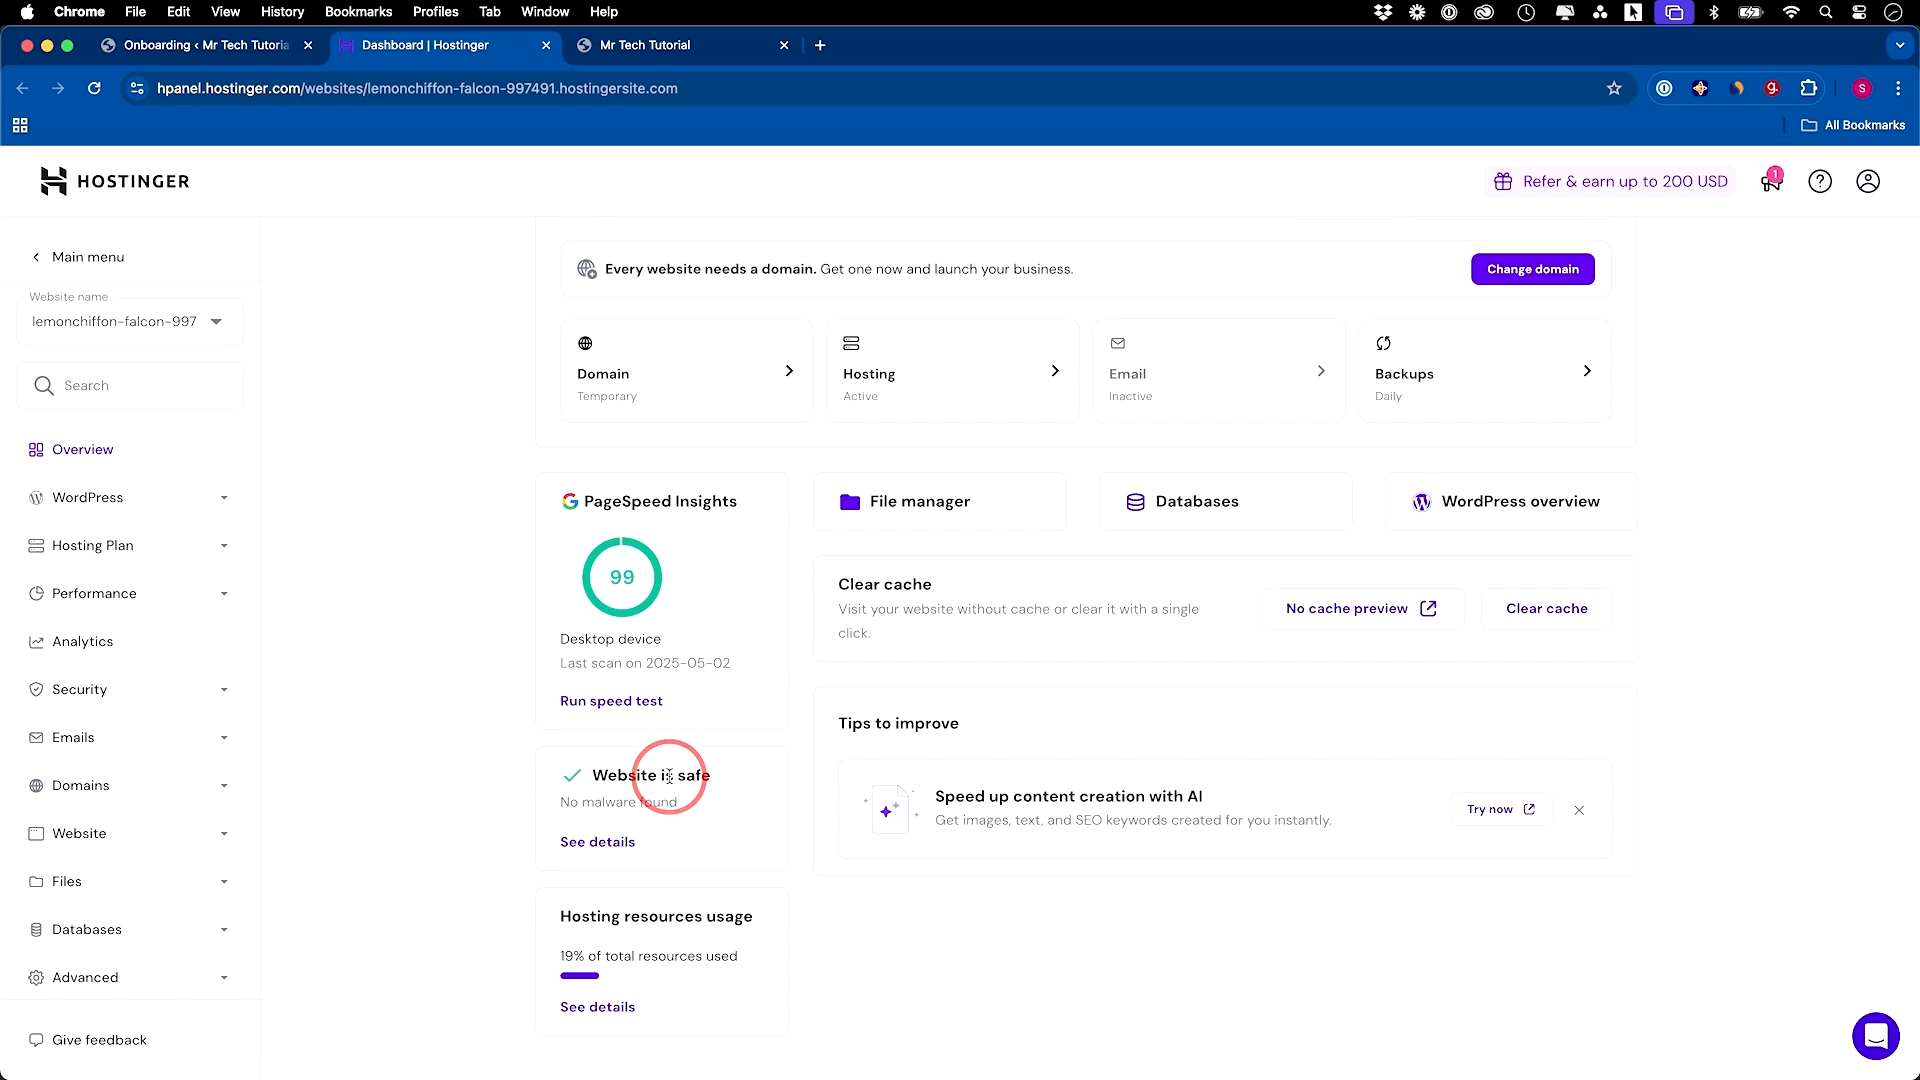 Chrome File Edit View History Bookmarks Profiles Tab Window Help
Onboarding ‹ Mr Tech Tutoria
Dashboard | Hostinger
Mr Tech Tutorial
hpanel.hostinger.com/websites/lemonchiffon-falcon-997491.hostingersite.com
S
All Bookmarks
HOSTINGER
Refer & earn up to 200 USD
1
Main menu
Website name
lemonchiffon-falcon-997
Search
Overview
WordPress
Hosting Plan
Performance
Analytics
Security
Emails
Domains
Website
Files
Databases
Advanced
Give feedback
Every website needs a domain. Get one now and launch your business.
Change domain
Domain
Temporary
Hosting
Active
Email
Inactive
Backups
Daily
PageSpeed Insights
99
Desktop device
Last scan on 2025-05-02
Run speed test
Website is safe
No malware found
See details
Hosting resources usage
19% of total resources used
See details
File manager
Databases
WordPress overview
Clear cache
Visit your website without cache or clear it with a single
click.
No cache preview
Clear cache
Tips to improve
Speed up content creation with AI
Get images, text, and SEO keywords created for you instantly.
Try now